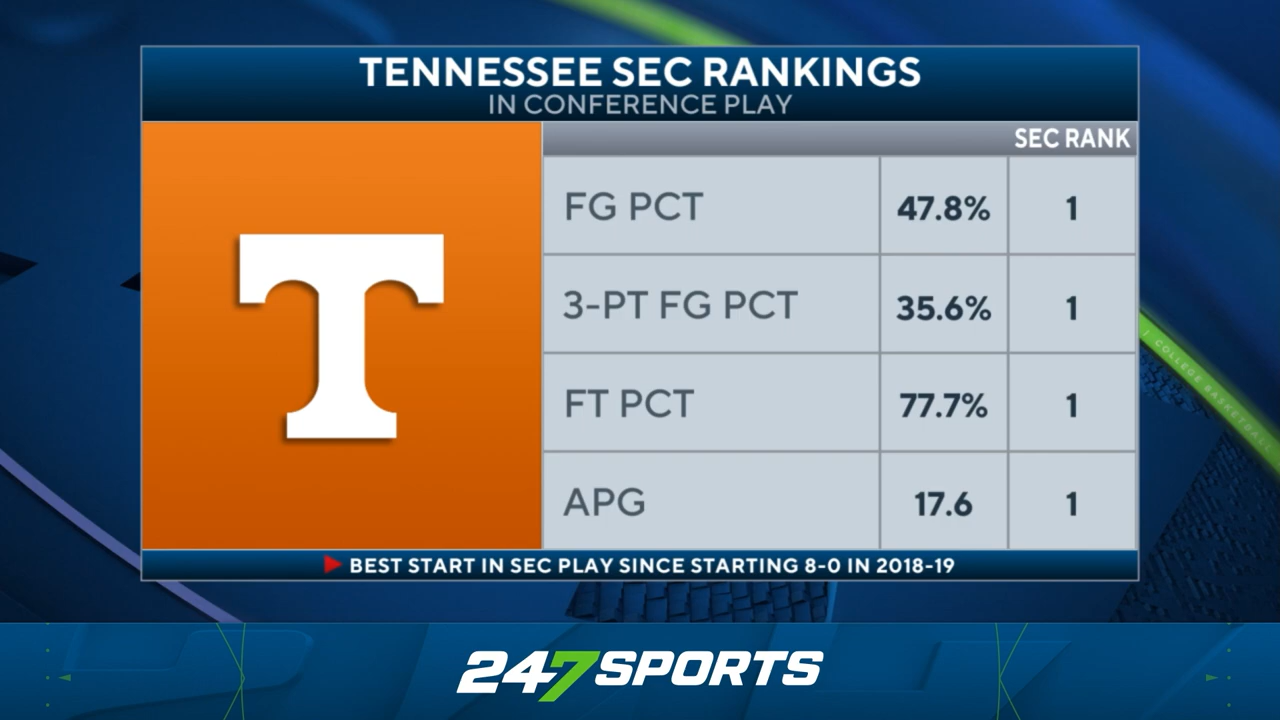 TENNESSEE SEC RANKINGS
IN CONFERENCE PLAY
SEC RANK
FG PCT 47.8% 1
3-PT FG PCT 35.6% 1
FT PCT 77.7% 1
APG 17.6 1
BEST START IN SEC PLAY SINCE STARTING 8-0 IN 2018-19
/ COLLEGE BASKETBALL
T
247SPORTS